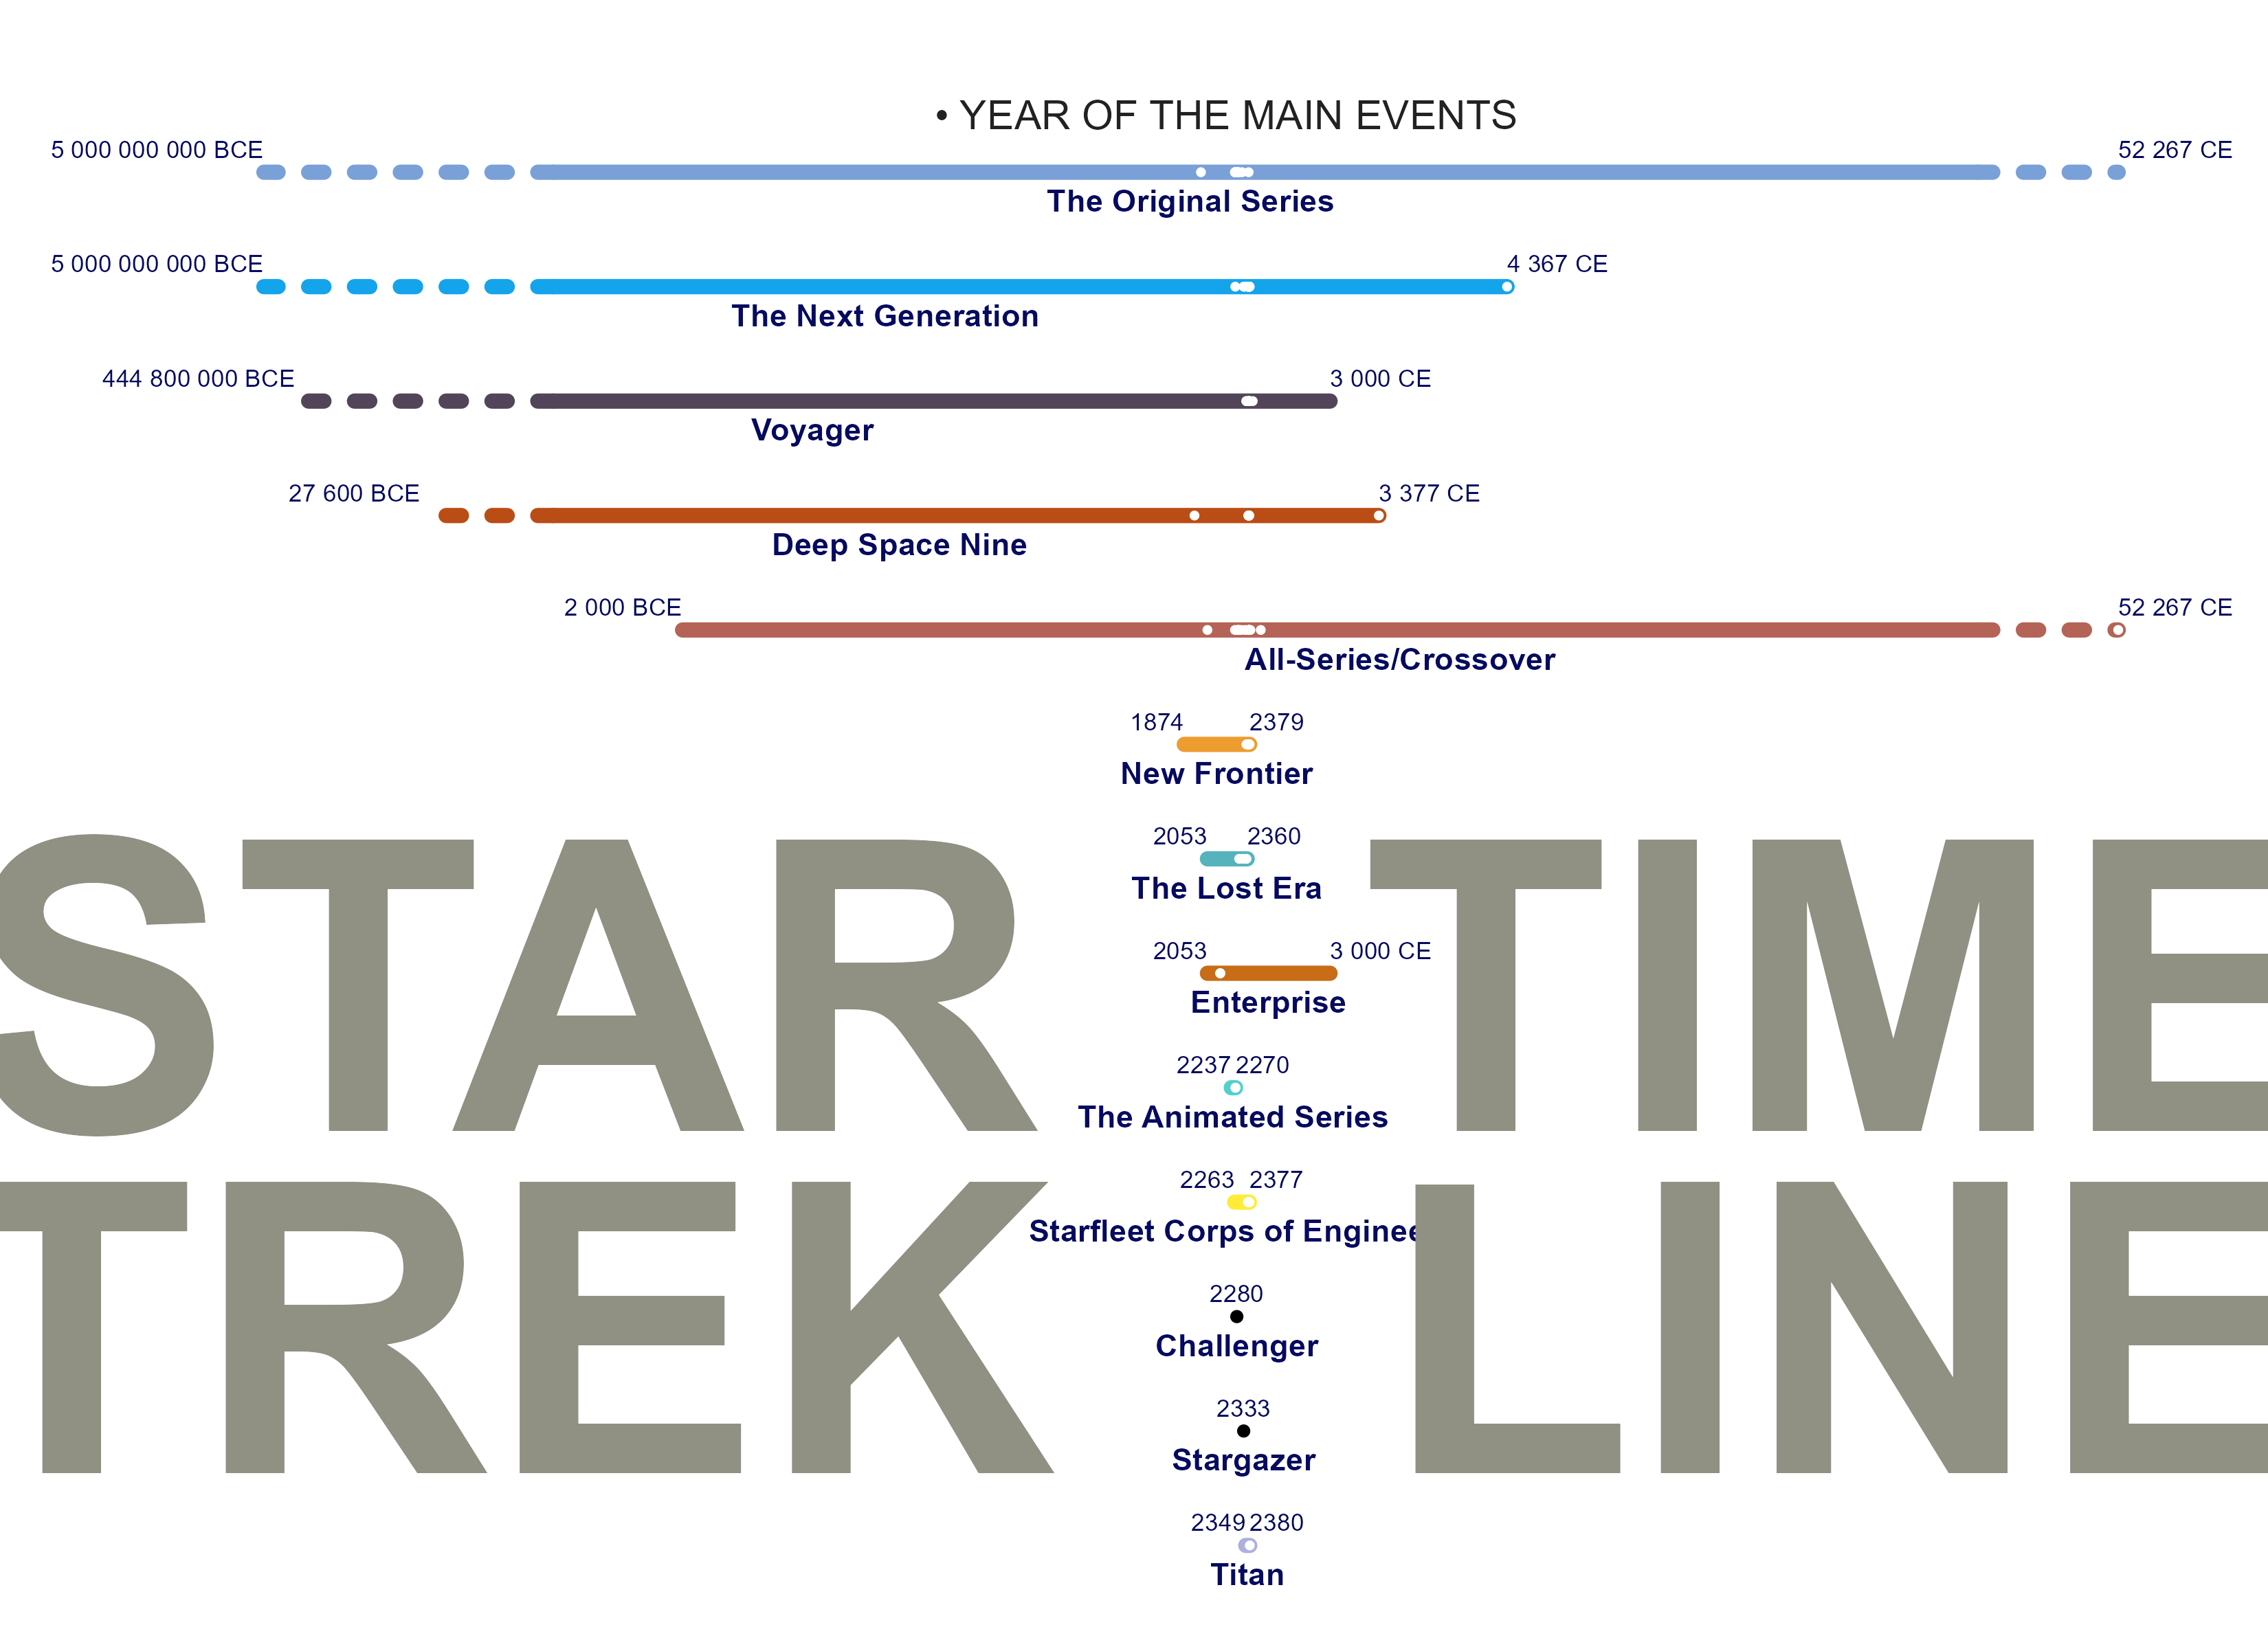 • YEAR OF THE MAIN EVENTS
5 000 000 000 BCE 52 267 CE
The Original Series
5 000 000 000 BCE 4 367 CE
The Next Generation
444 800 000 BCE 3 000 CE
Voyager
27 600 BCE 3 377 CE
Deep Space Nine
2 000 BCE 52 267 CE
All-Series/Crossover
1874 2379
New Frontier
2053 2360
The Lost Era
2053 3 000 CE
Enterprise
2237 2270
The Animated Series
2263 2377
Starfleet Corps of Enginee
2280
Challenger
2333
Stargazer
2349 2380
Titan
STAR TIME
TREK LINE